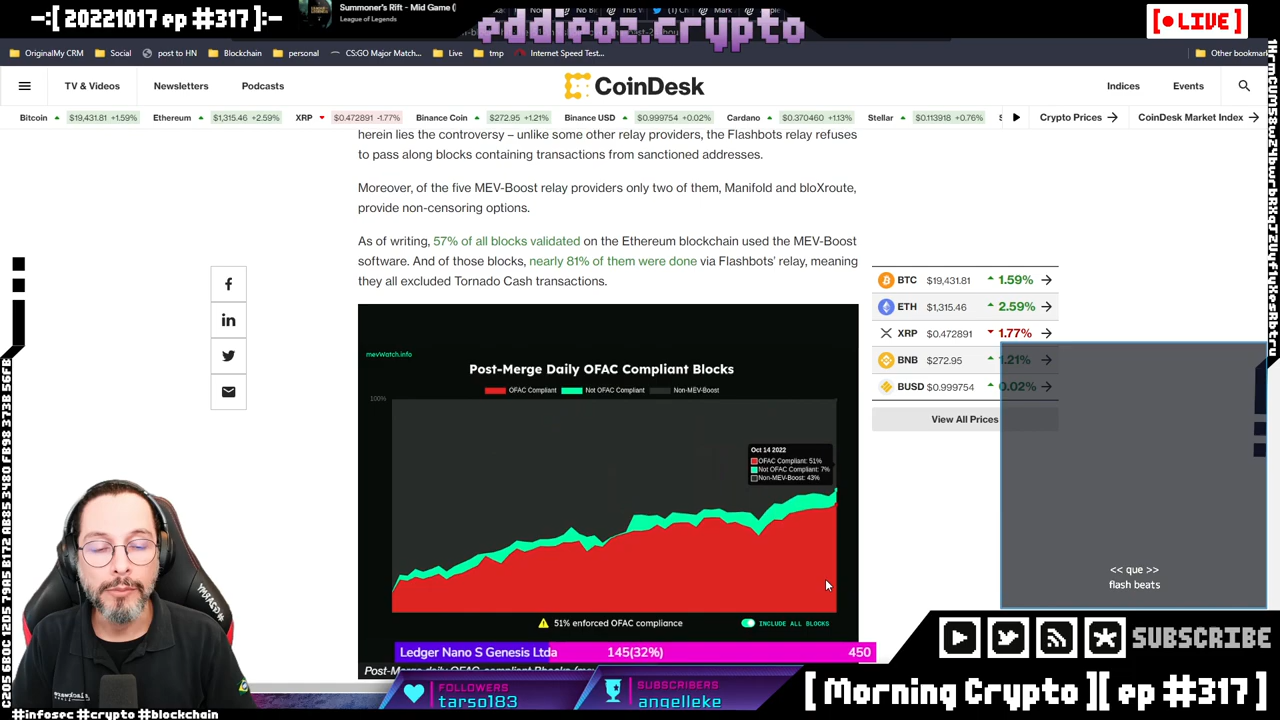 -:[ 20221017 ep #317]:-
Summoner's Rift - Mid Game (
League of Legends
eddieoz.crypto
[ ● LIVE ]
OriginalMy CRM
Social
post to HN
Blockchain
personal
CS:GO Major Match...
Live
tmp
Internet Speed Test...
Other bookmar
TV & Videos
Newsletters
Podcasts
CoinDesk
Indices
Events
Bitcoin $19,431.81 +1.59%
Ethereum $1,315.46 +2.59%
XRP $0.472891 -1.77%
Binance Coin $272.95 +1.21%
Binance USD $0.999754 +0.02%
Cardano $0.370460 +1.13%
Stellar $0.113918 +0.76%
Crypto Prices
CoinDesk Market Index
herein lies the controversy – unlike some other relay providers, the Flashbots relay refuses
to pass along blocks containing transactions from sanctioned addresses.
Moreover, of the five MEV-Boost relay providers only two of them, Manifold and bloXroute,
provide non-censoring options.
As of writing, 57% of all blocks validated on the Ethereum blockchain used the MEV-Boost
software. And of those blocks, nearly 81% of them were done via Flashbots' relay, meaning
they all excluded Tornado Cash transactions.
BTC $19,431.81 1.59%
ETH $1,315.46 2.59%
XRP $0.472891 1.77%
BNB $272.95 1.21%
BUSD $0.999754 0.02%
View All Prices
mevWatch.info
Post-Merge Daily OFAC Compliant Blocks
OFAC Compliant
Not OFAC Compliant
Non-MEV-Boost
100%
Oct 14 2022
OFAC Compliant: 51%
Not OFAC Compliant: 7%
Non-MEV-Boost: 43%
51% enforced OFAC compliance
INCLUDE ALL BLOCKS
<< que >>
flash beats
Ledger Nano S Genesis Ltda
145(32%)
450
FOLLOWERS
tarso183
SUBSCRIBERS
angelleke
SUBSCRIBE
[ Morning Crypto ][ ep #317 ]
#infosec #crypto #blockchain